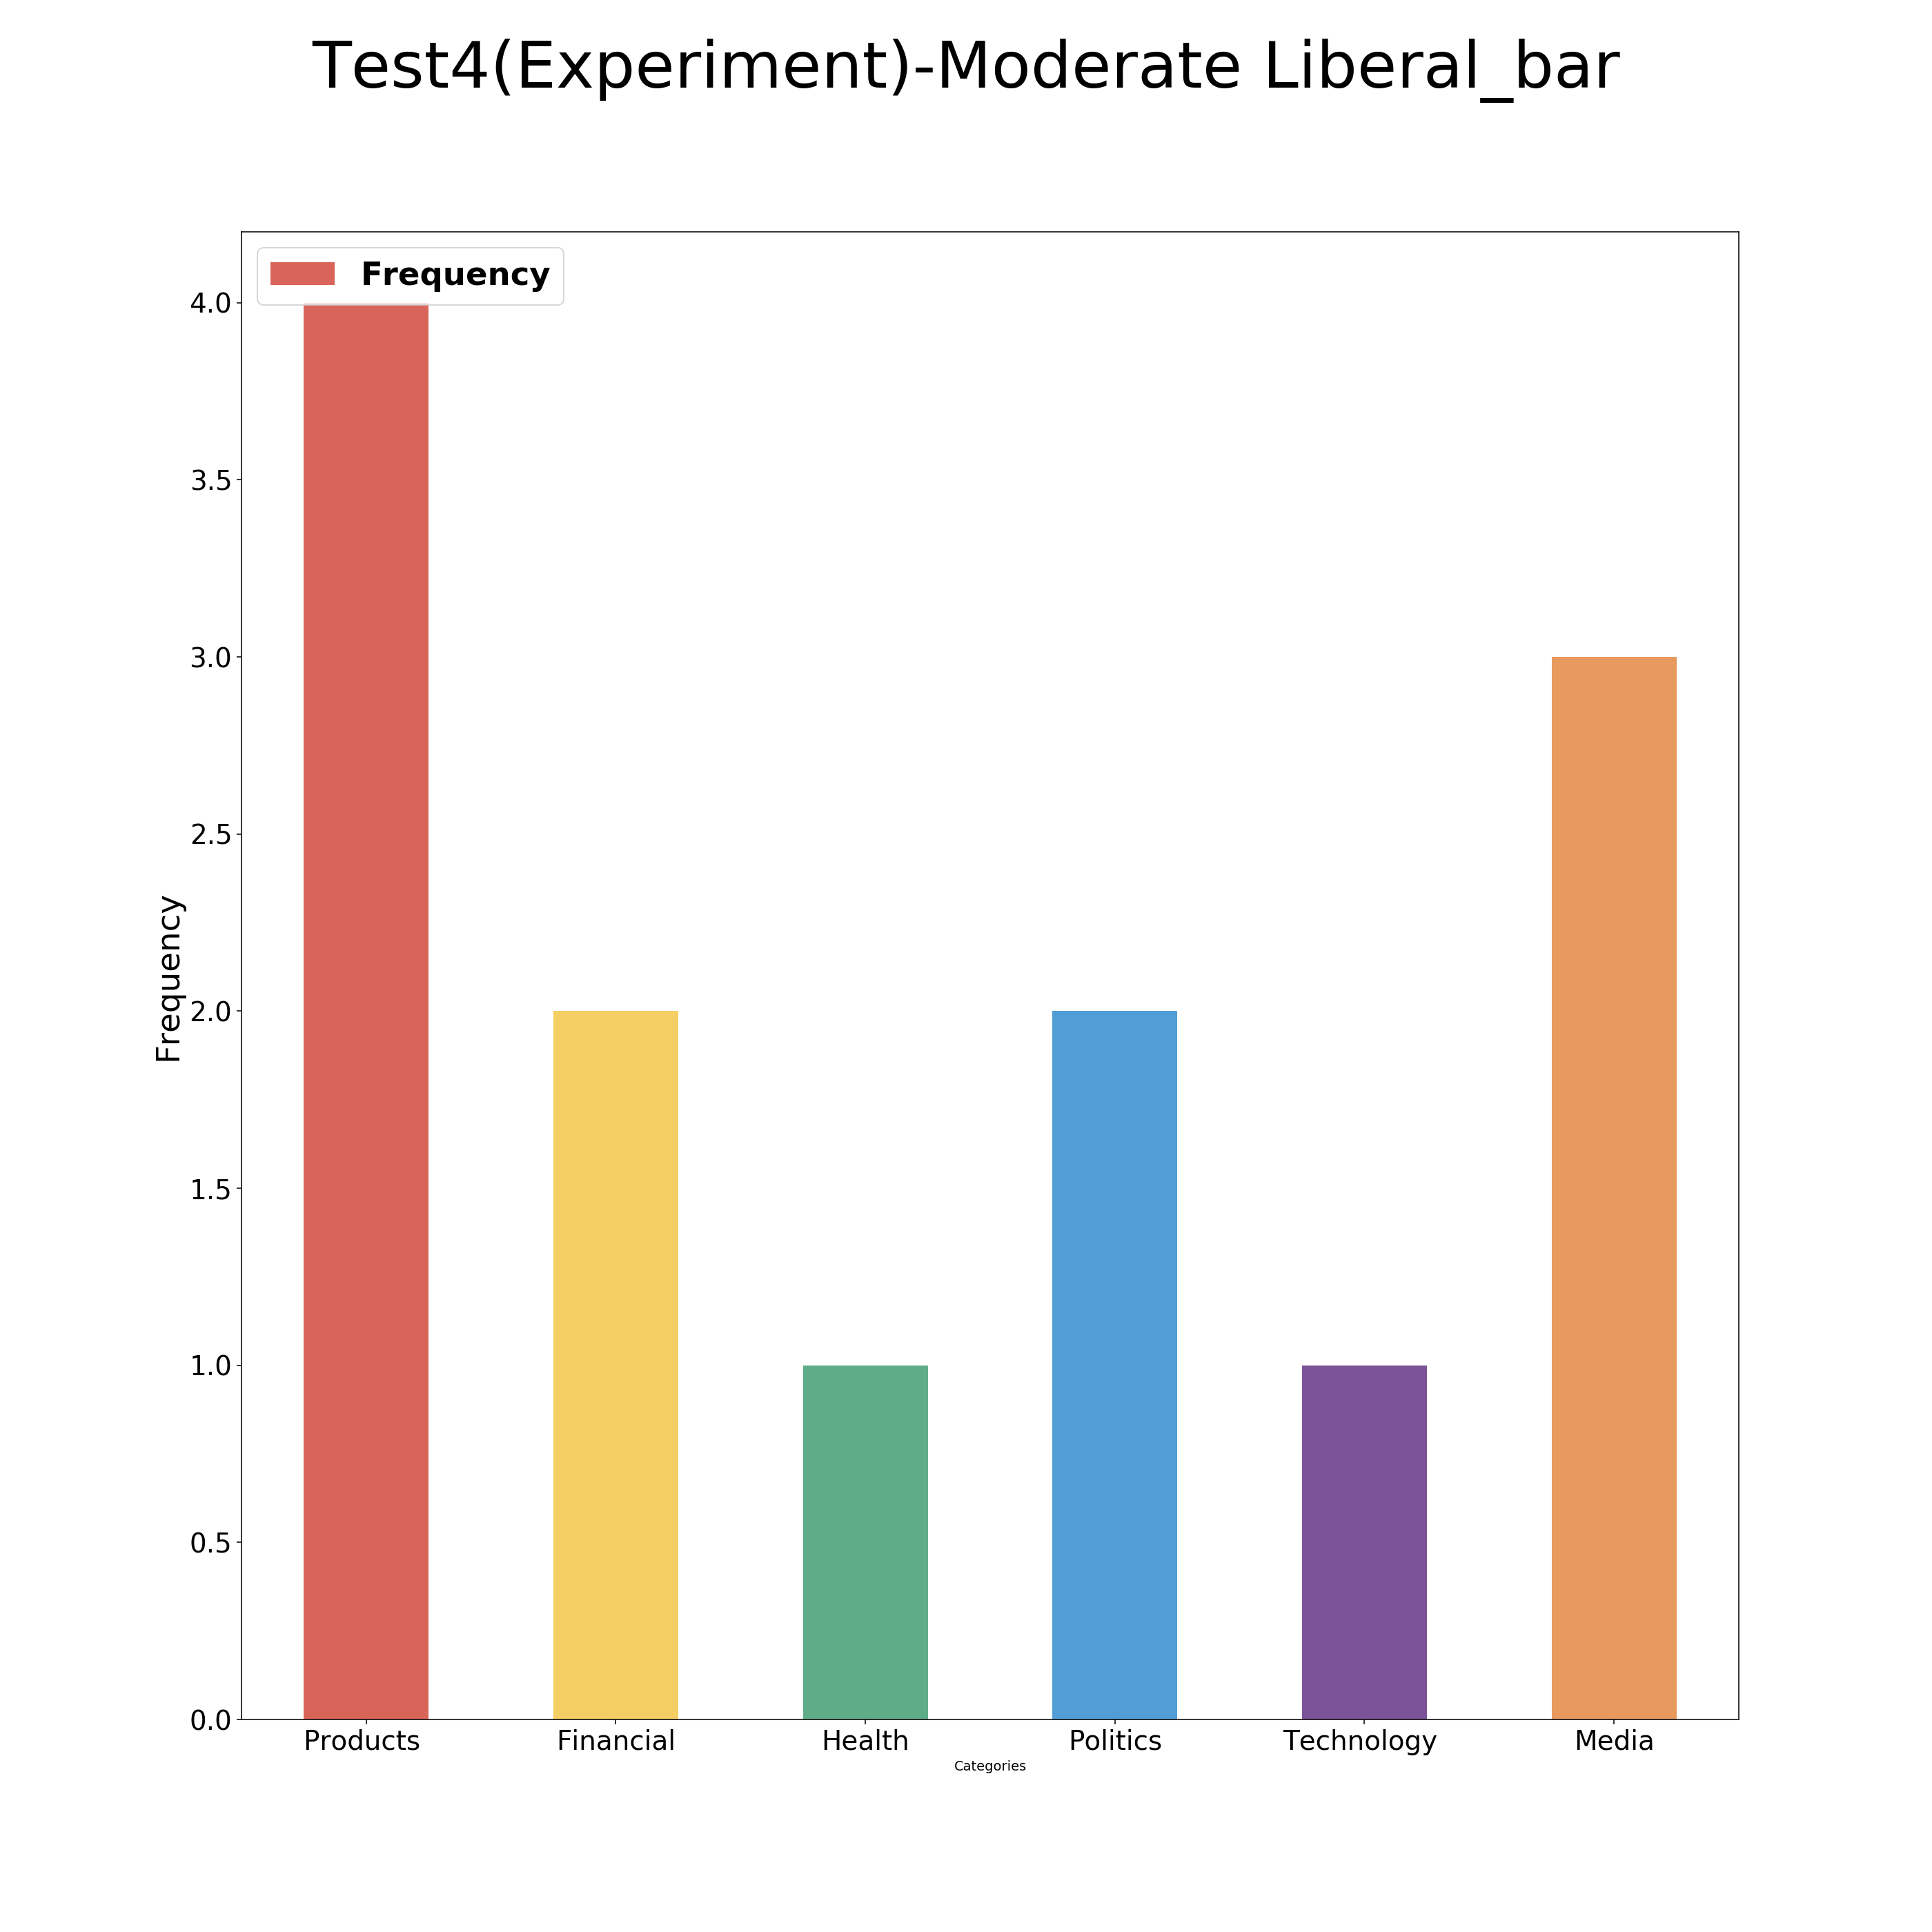 Test4(Experiment)-Moderate Liberal_bar
Frequency
4.0
3.5
3.0
2.5
2.0
1.5
1.0
0.5
0.0
Frequency
Products
Financial
Health
Politics
Technology
Media
Categories